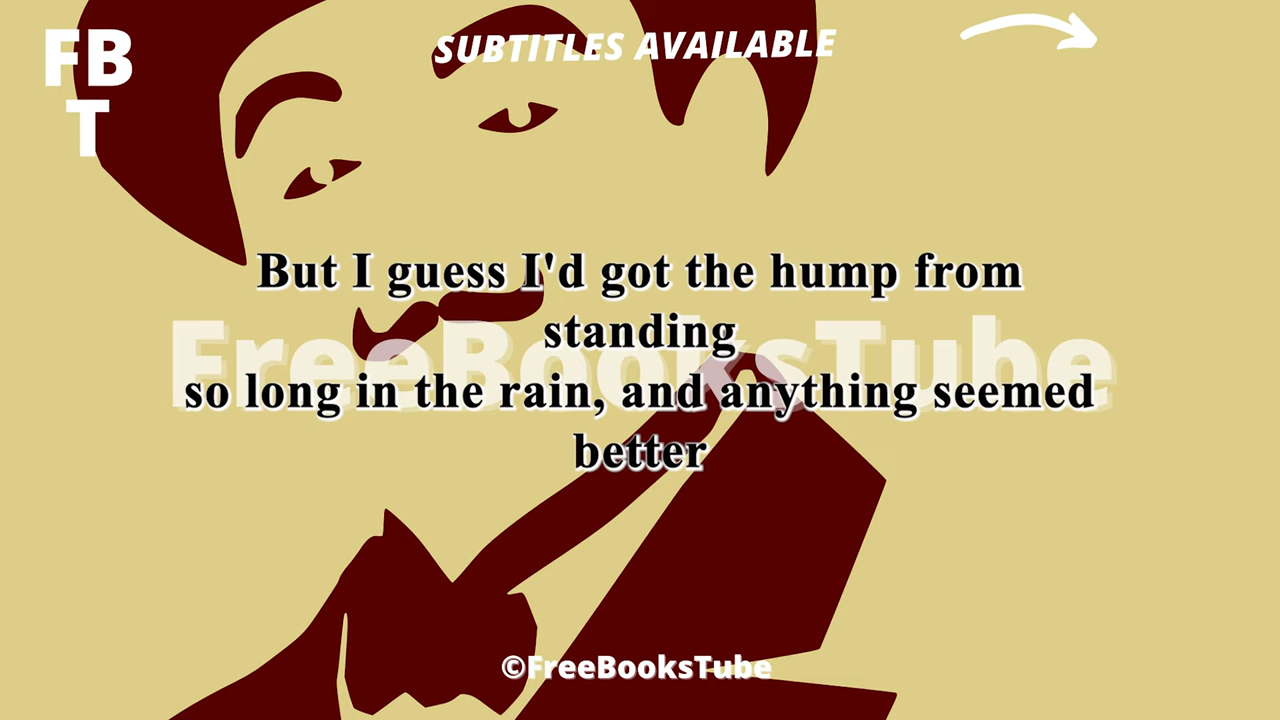 FB
T
SUBTITLES AVAILABLE
But I guess I'd got the hump from
standing
FreeBooksTube
so long in the rain, and anything seemed
better
©FreeBooksTube